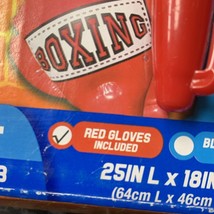 BOXING
RED GLOVES
INCLUDED
25IN L x 18IN
(64cm L x 46cm